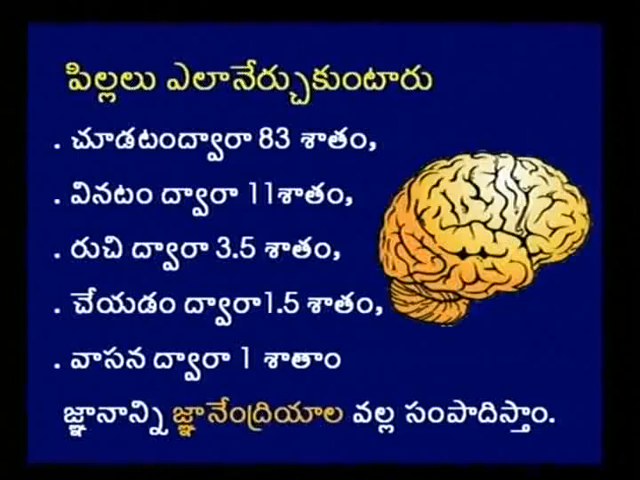 పిల్లలు ఎలానేర్చుకుంటారు
. చూడటంద్వారా 83 శాతం,
. వినటం ద్వారా 11శాతం,
. రుచి ద్వారా 3.5 శాతం,
. చేయడం ద్వారా1.5 శాతం,
. వాసన ద్వారా 1 శాతాం
జ్ఞానాన్ని జ్ఞానేంద్రియాల వల్ల సంపాదిస్తాం.